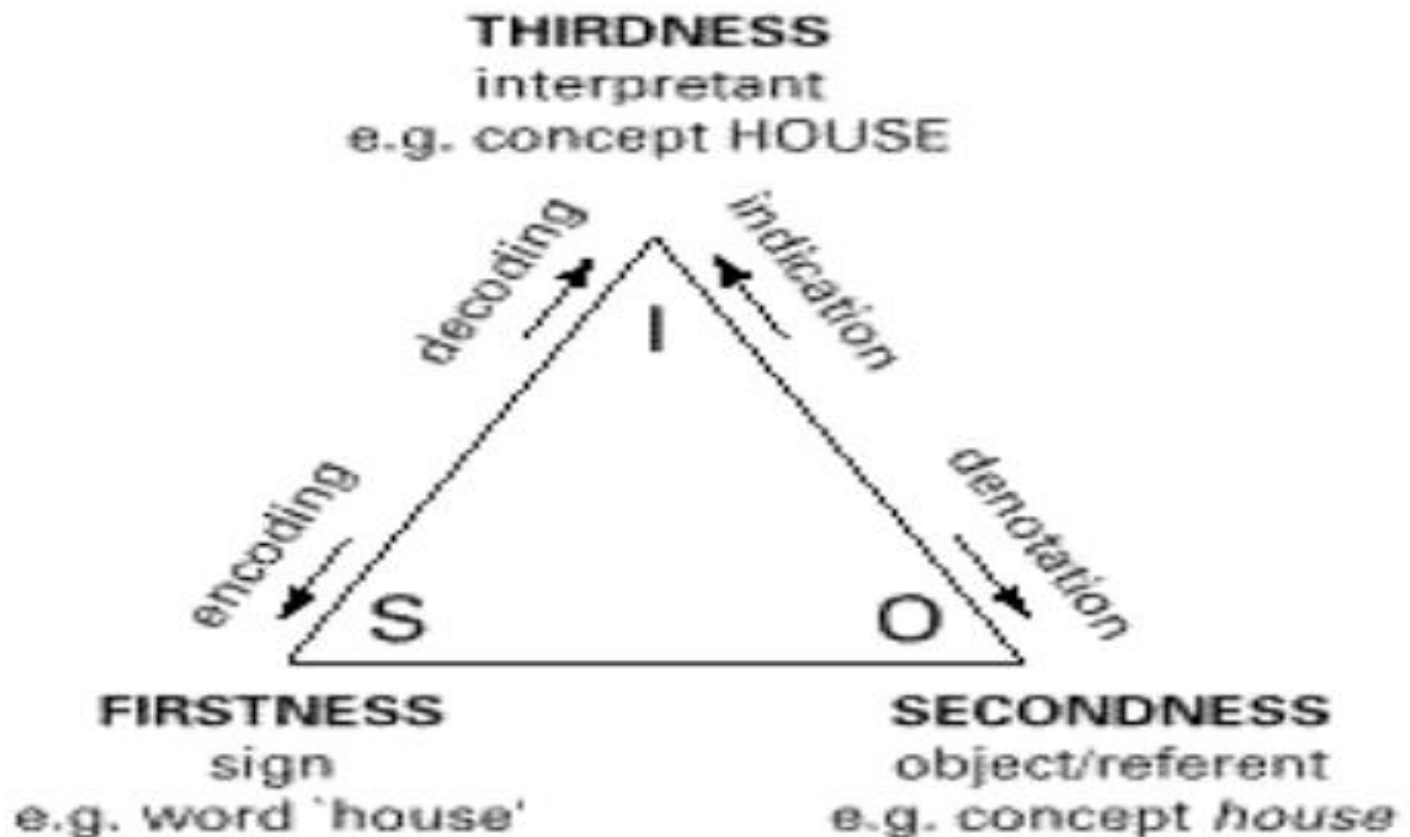 THIRDNESS
interpretant
e.g. concept HOUSE
decoding
indication
I
encoding
denotation
S
O
FIRSTNESS
sign
e.g. word `house'
SECONDNESS
object/referent
e.g. concept house